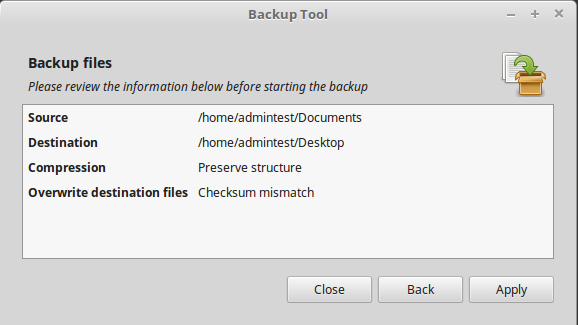 Backup Tool
Backup files
Please review the information below before starting the backup
Source /home/admintest/Documents
Destination /home/admintest/Desktop
Compression Preserve structure
Overwrite destination files Checksum mismatch
Close Back Apply